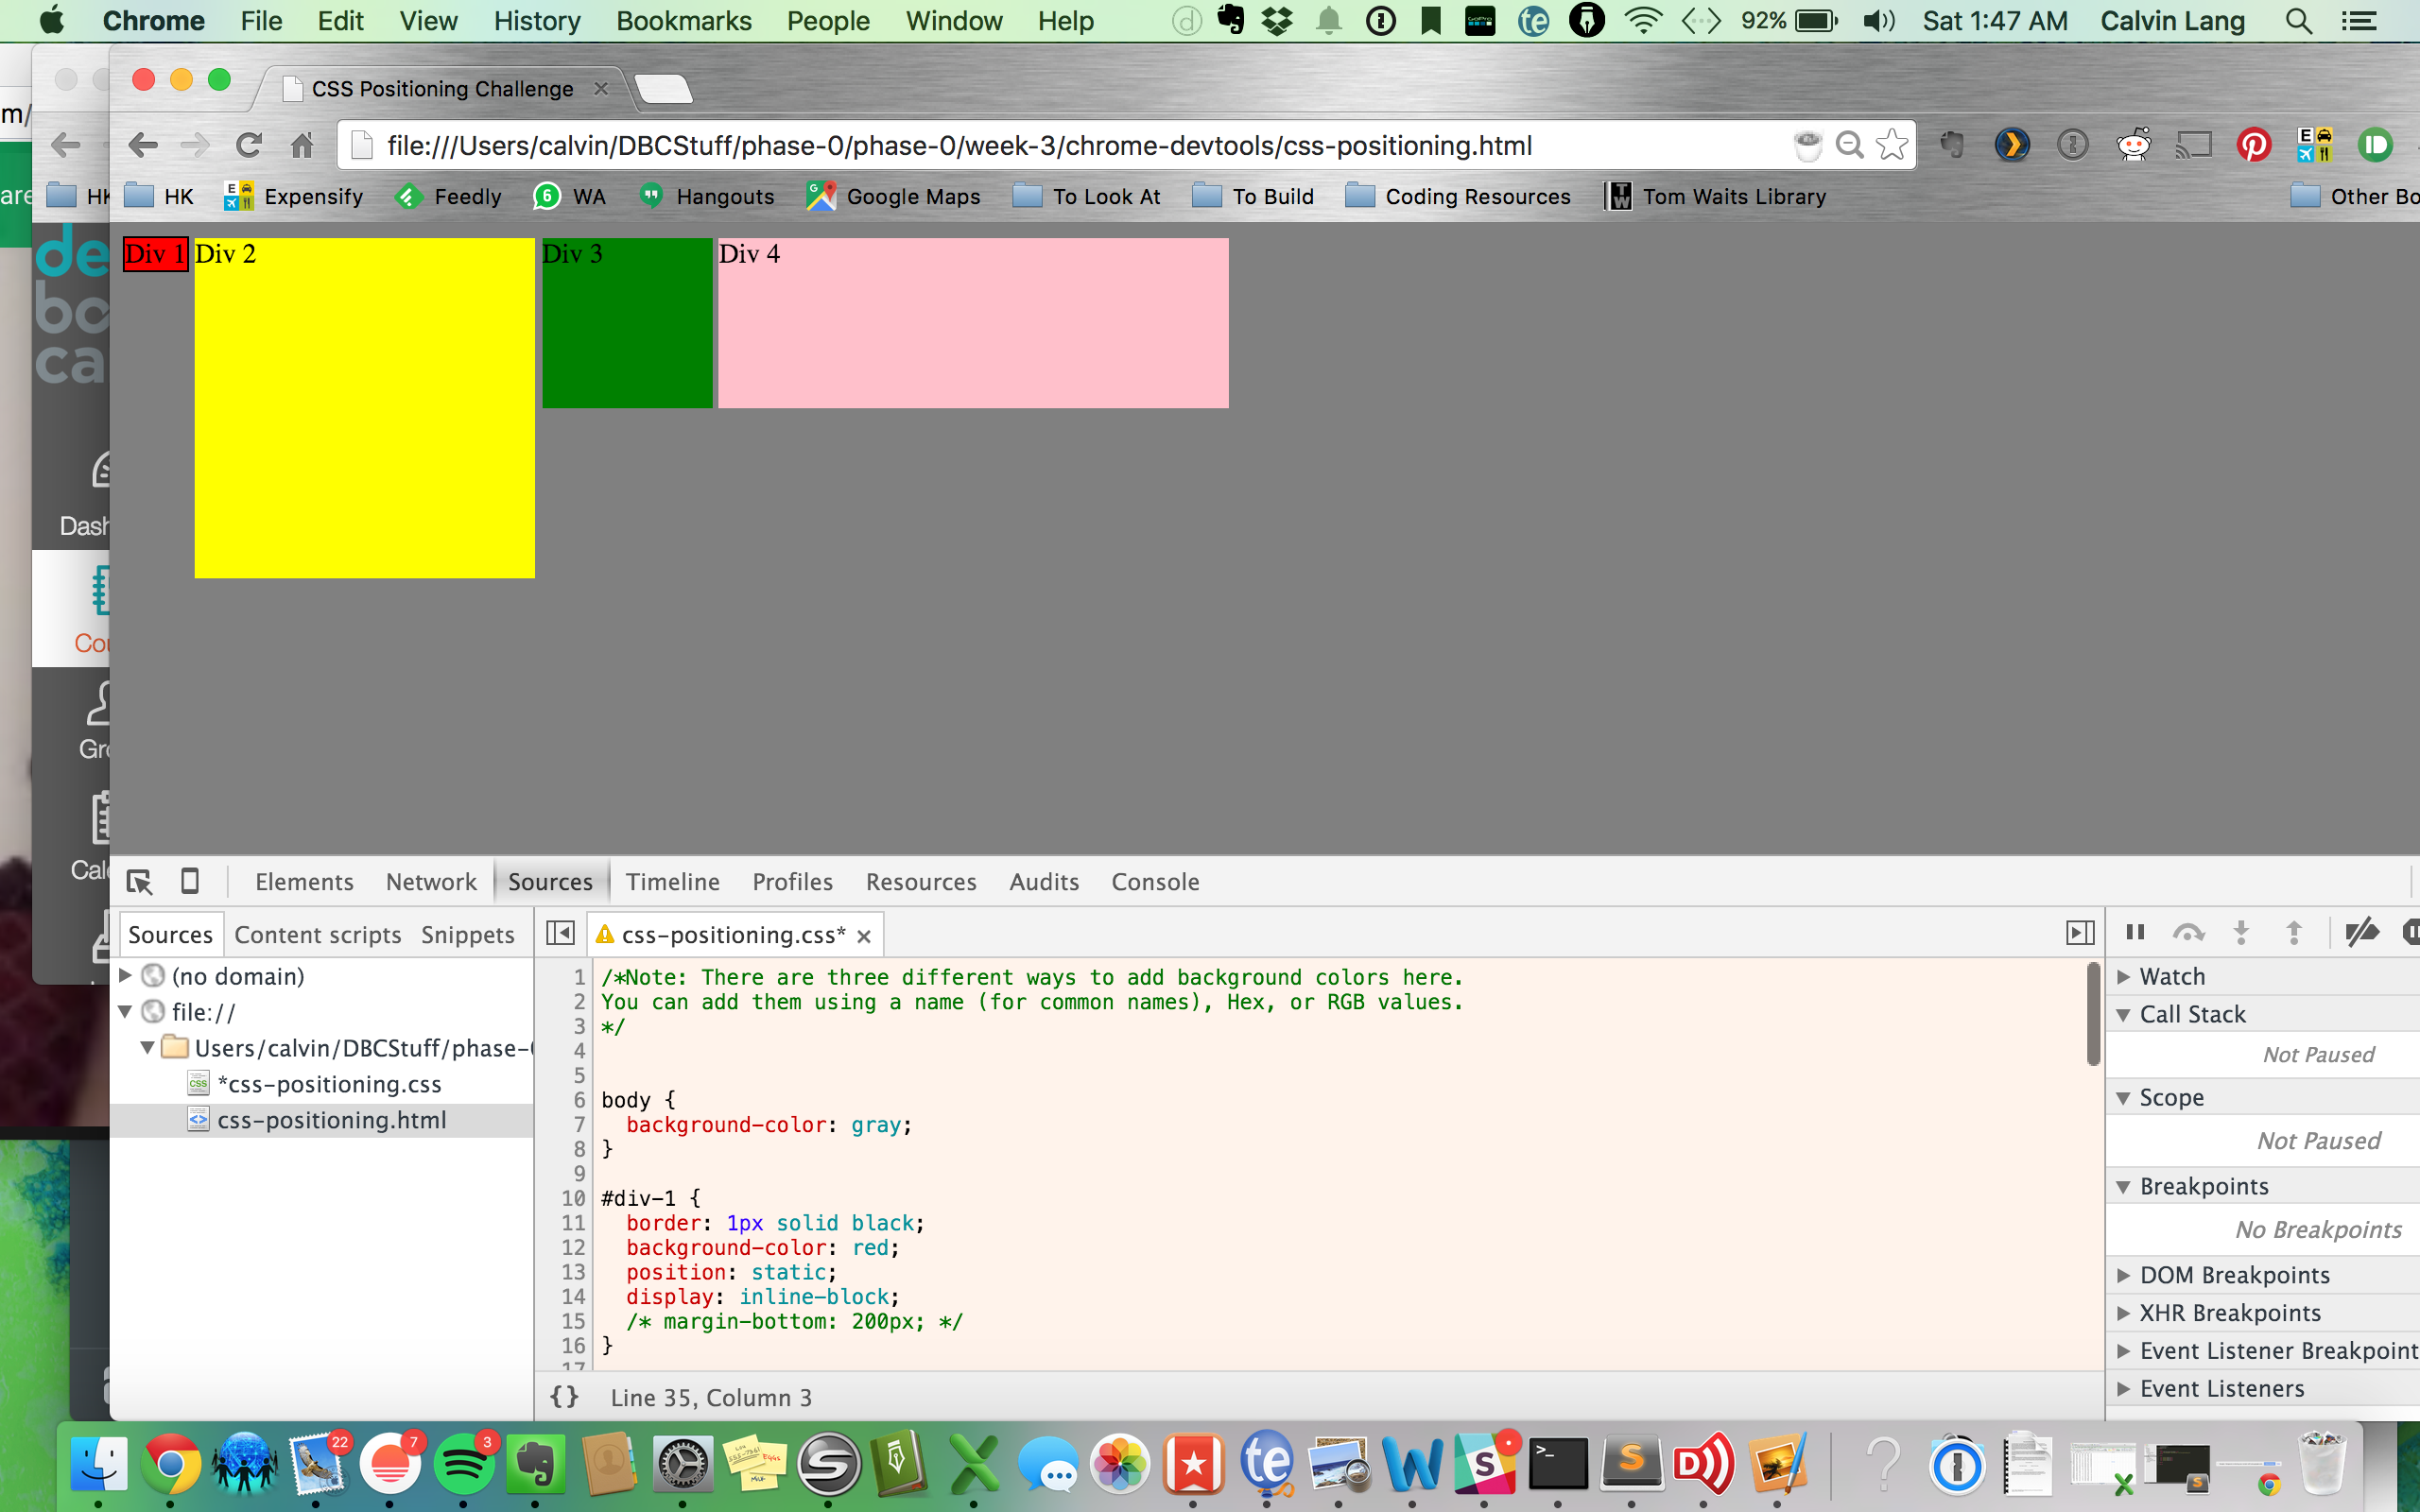 Chrome File Edit View History Bookmarks People Window Help 92% Sat 1:47 AM Calvin Lang
CSS Positioning Challenge
m/
file:///Users/calvin/DBCStuff/phase-0/phase-0/week-3/chrome-devtools/css-positioning.html
are
HK Expensify Feedly WA Hangouts Google Maps To Look At To Build Coding Resources Tom Waits Library Other Bo
Div 1 Div 2 Div 3 Div 4
de
bo
ca
Dash
Cou
Gro
Cale
Elements Network Sources Timeline Profiles Resources Audits Console
Sources Content scripts Snippets
css-positioning.css*
(no domain)
file://
Users/calvin/DBCStuff/phase-
*css-positioning.css
css-positioning.html
1 /*Note: There are three different ways to add background colors here.
2 You can add them using a name (for common names), Hex, or RGB values.
3 */
4
5
6 body {
7 background-color: gray;
8 }
9
10 #div-1 {
11 border: 1px solid black;
12 background-color: red;
13 position: static;
14 display: inline-block;
15 /* margin-bottom: 200px; */
16 }
17
{} Line 35, Column 3
Watch
Call Stack
Not Paused
Scope
Not Paused
Breakpoints
No Breakpoints
DOM Breakpoints
XHR Breakpoints
Event Listener Breakpoint
Event Listeners
22 7 3